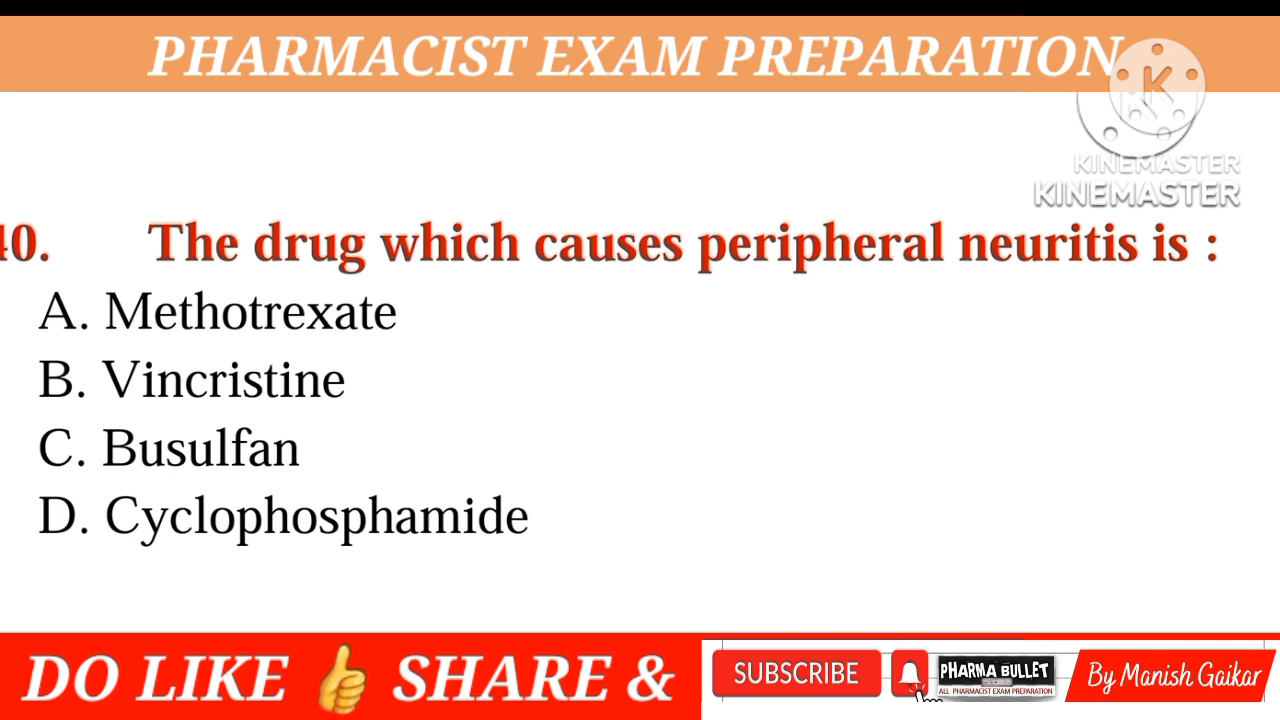 PHARMACIST EXAM PREPARATION
K
KINEMASTER
KINEMASTER
40. The drug which causes peripheral neuritis is :
A. Methotrexate
B. Vincristine
C. Busulfan
D. Cyclophosphamide
DO LIKE 👍 SHARE &
SUBSCRIBE
PHARMA BULLET
ALL PHARMACIST EXAM PREPARATION
By Manish Gaikar